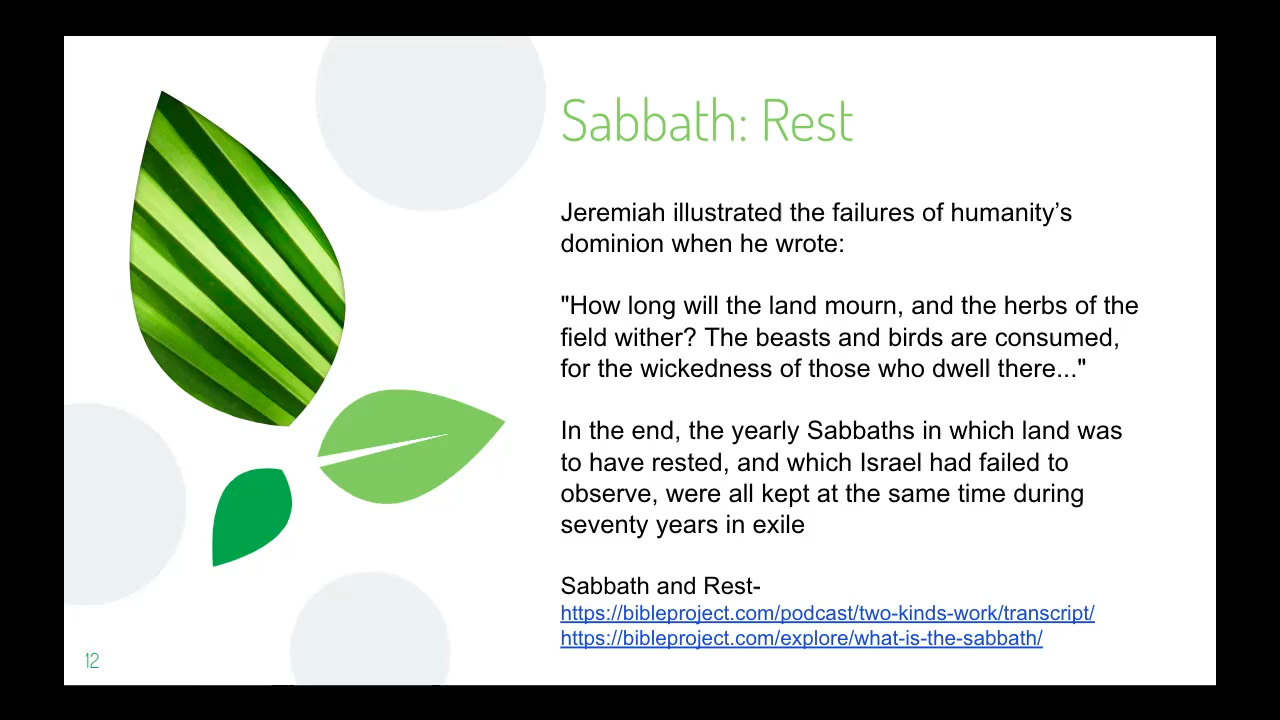 Sabbath: Rest
Jeremiah illustrated the failures of humanity’s
dominion when he wrote:
"How long will the land mourn, and the herbs of the
field wither? The beasts and birds are consumed,
for the wickedness of those who dwell there..."
In the end, the yearly Sabbaths in which land was
to have rested, and which Israel had failed to
observe, were all kept at the same time during
seventy years in exile
Sabbath and Rest-
https://bibleproject.com/podcast/two-kinds-work/transcript/
https://bibleproject.com/explore/what-is-the-sabbath/
12